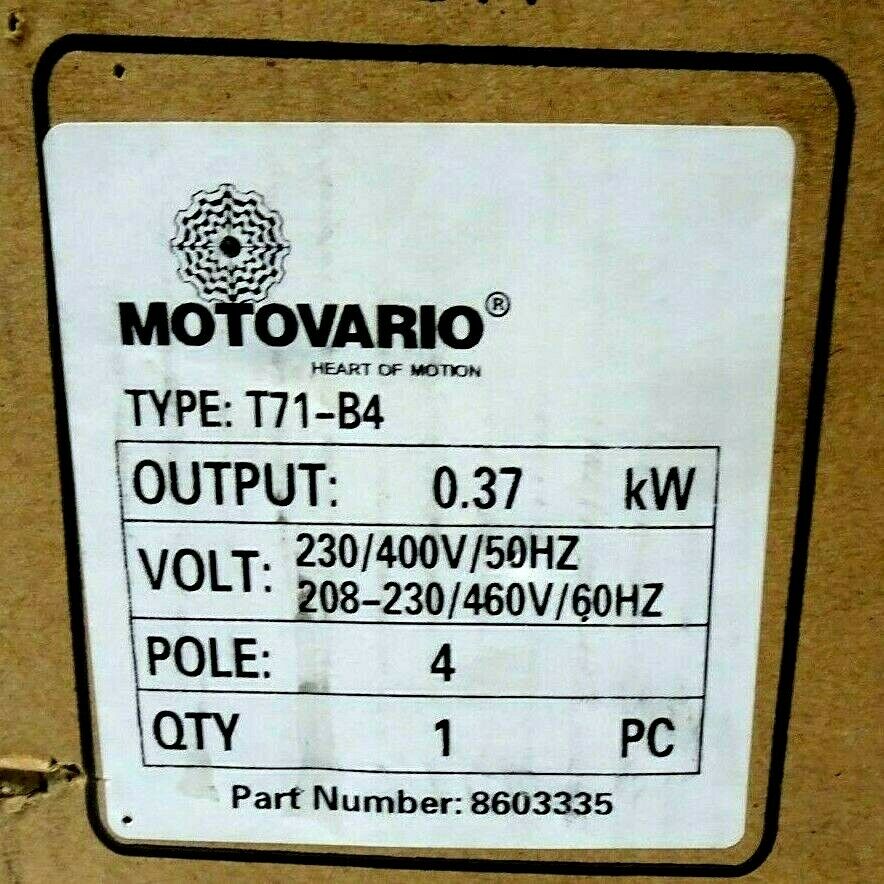 MOTOVARIO®
HEART OF MOTION
TYPE: T71-B4
OUTPUT: 0.37 kW
VOLT: 230/400V/50HZ
208-230/460V/60HZ
POLE: 4
QTY 1 PC
Part Number: 8603335